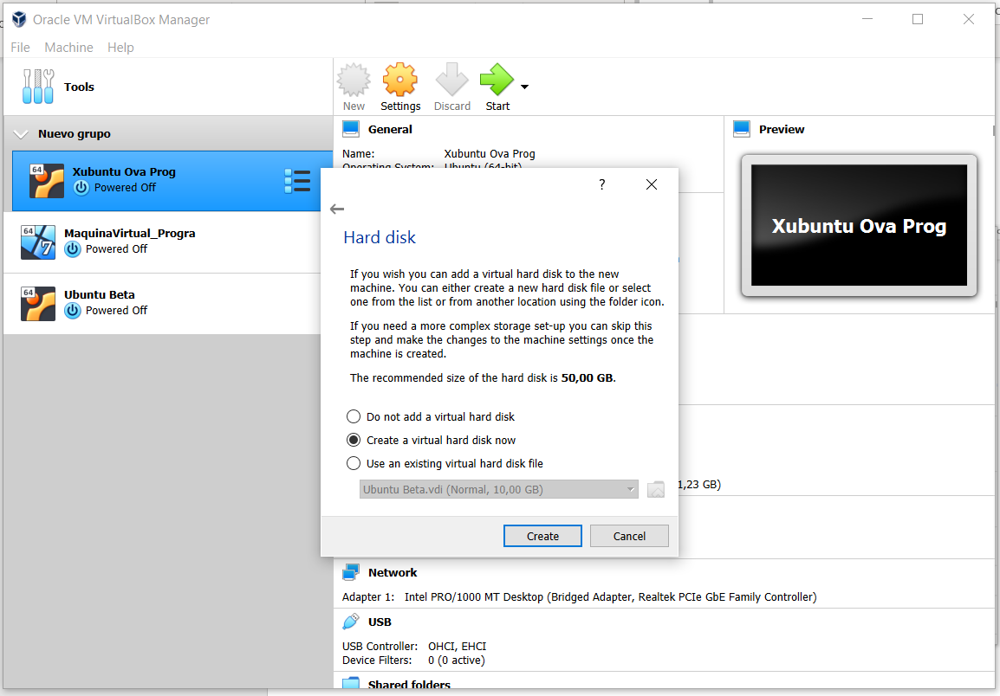 Oracle VM VirtualBox Manager
File Machine Help
Tools
New Settings Discard Start
Nuevo grupo
64
Xubuntu Ova Prog
Powered Off
64
7
MaquinaVirtual_Progra
Powered Off
64
Ubuntu Beta
Powered Off
General
Name: Xubuntu Ova Prog
Operating System: Ubuntu (64-bit)
Preview
Xubuntu Ova Prog
?
Hard disk
If you wish you can add a virtual hard disk to the new
machine. You can either create a new hard disk file or select
one from the list or from another location using the folder icon.
If you need a more complex storage set-up you can skip this
step and make the changes to the machine settings once the
machine is created.
The recommended size of the hard disk is 50,00 GB.
Do not add a virtual hard disk
Create a virtual hard disk now
Use an existing virtual hard disk file
Ubuntu Beta.vdi (Normal, 10,00 GB)
Create Cancel
1,23 GB)
Network
Adapter 1: Intel PRO/1000 MT Desktop (Bridged Adapter, Realtek PCIe GbE Family Controller)
USB
USB Controller: OHCI, EHCI
Device Filters: 0 (0 active)
Shared folders